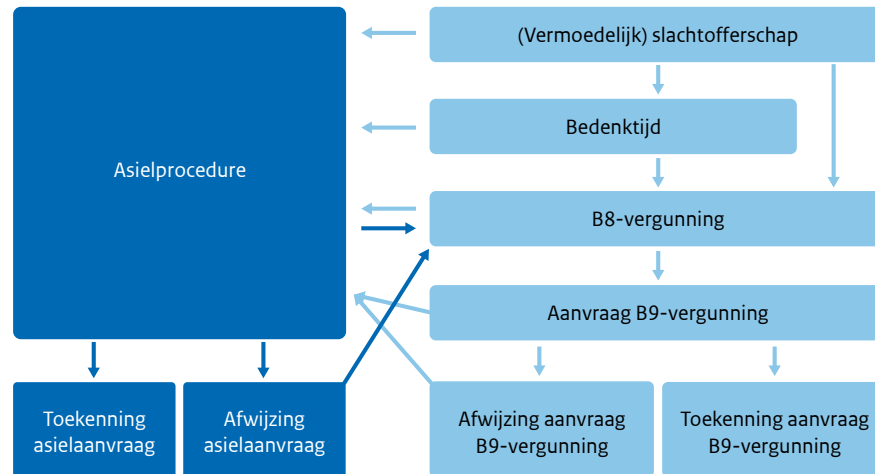 (Vermoedelijk) slachtofferschap
Bedenktijd
Asielprocedure
B8-vergunning
Aanvraag B9-vergunning
Toekenning
asielaanvraag
Afwijzing
asielaanvraag
Afwijzing aanvraag
B9-vergunning
Toekenning aanvraag
B9-vergunning